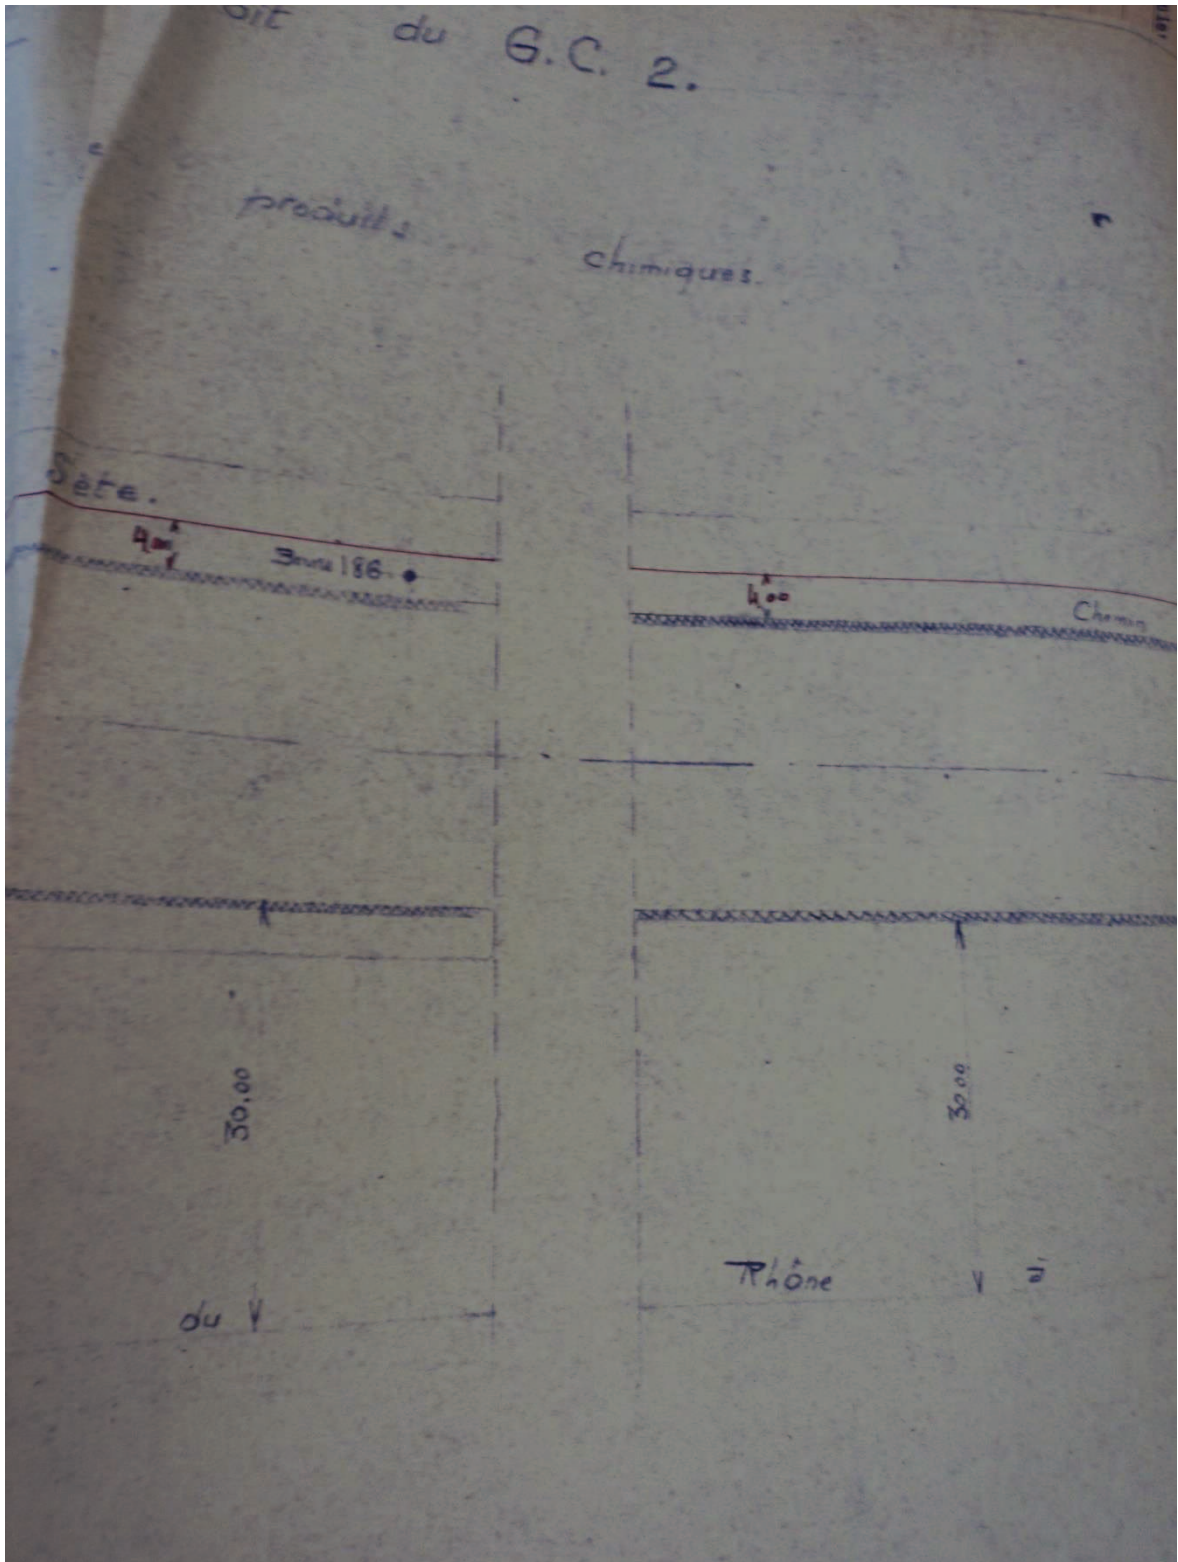 du G.C. 2.
produits
chimiques.
Sète.
4,00
Borne 186
4,00
Chemin
30,00
30,00
Rhône à
du